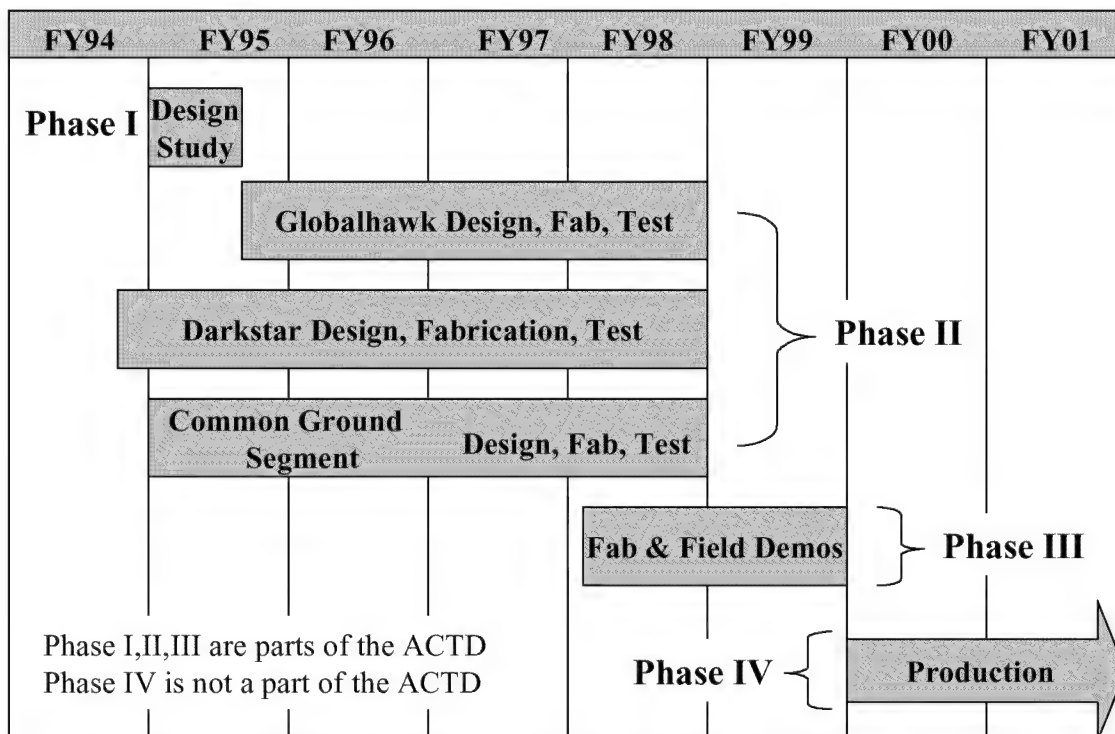 FY94 FY95 FY96 FY97 FY98 FY99 FY00 FY01
Phase I
Design
Study
Globalhawk Design, Fab, Test
Darkstar Design, Fabrication, Test
Phase II
Common Ground
Segment
Design, Fab, Test
Fab & Field Demos
Phase III
Phase I,II,III are parts of the ACTD
Phase IV is not a part of the ACTD
Phase IV
Production